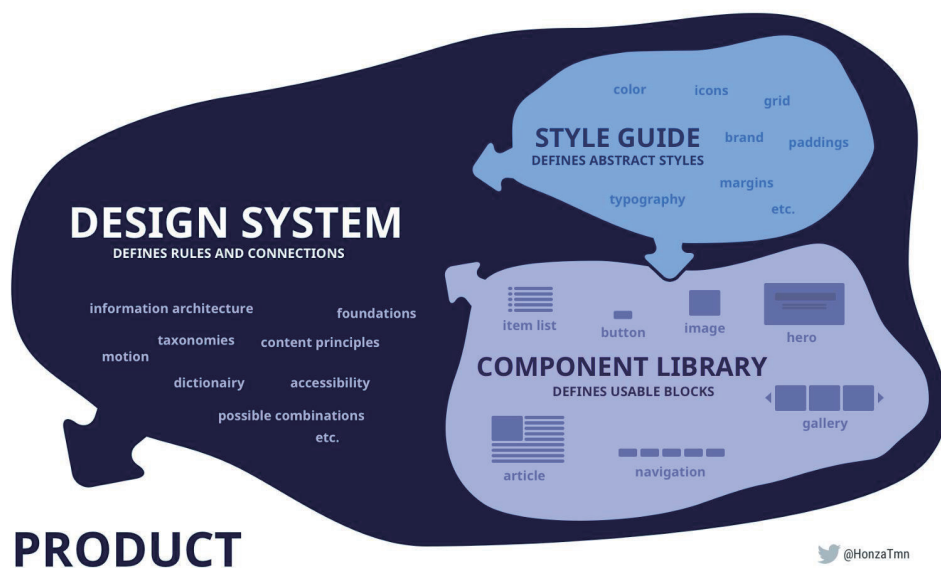 color
icons
grid
STYLE GUIDE
brand
paddings
DEFINES ABSTRACT STYLES
margins
typography
etc.
DESIGN SYSTEM
DEFINES RULES AND CONNECTIONS
information architecture
foundations
taxonomies
content principles
motion
dictionairy
accessibility
possible combinations
etc.
item list
button
image
hero
COMPONENT LIBRARY
DEFINES USABLE BLOCKS
gallery
article
navigation
PRODUCT
@HonzaTmn